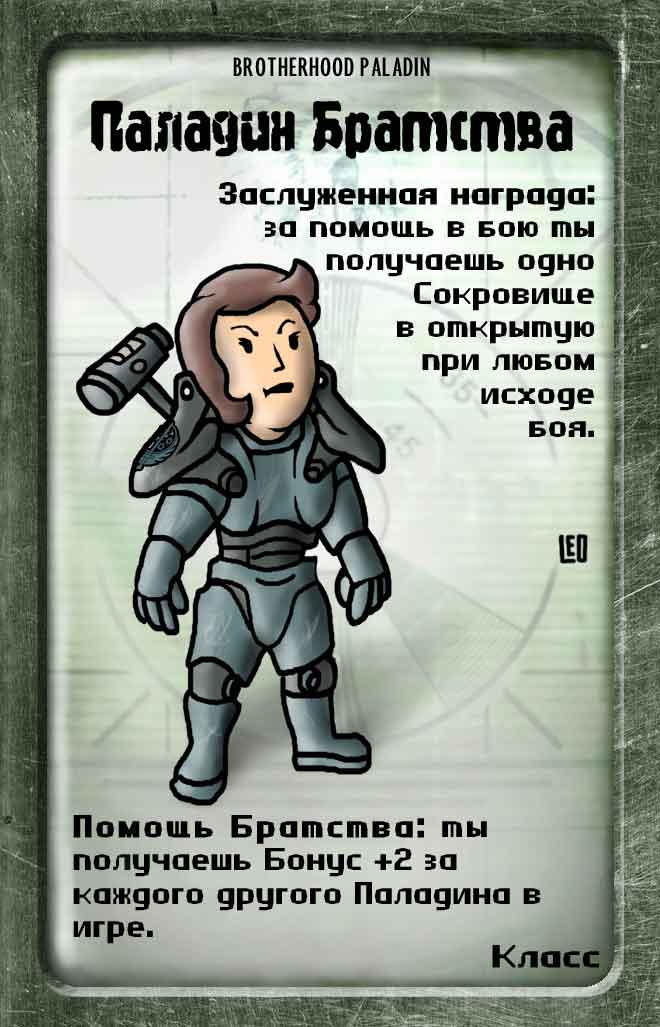 BROTHERHOOD PALADIN
Паладин Братства
Заслуженная награда:
за помощь в бою ты
получаешь одно
Сокровище
в открытую
при любом
исходе
боя.
45
LEO
Помощь Братства: ты
получаешь Бонус +2 за
каждого другого Паладина в
игре.
Класс